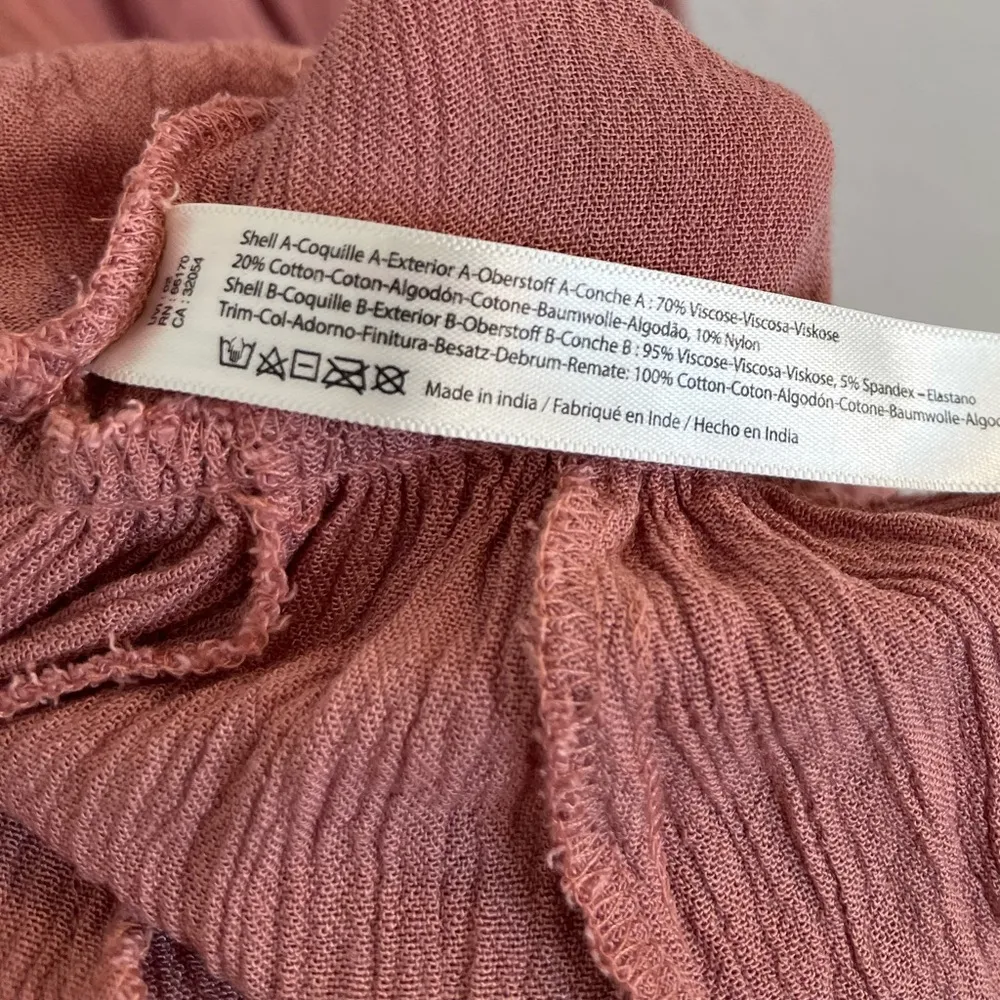 Shell A-Coquille A-Exterior A-Oberstoff A-Conche A : 70% Viscose-Viscosa-Viskose
20% Cotton-Coton-Algodón-Cotone-Baumwolle-Algodão, 10% Nylon
Shell B-Coquille B-Exterior B-Oberstoff B-Conche B : 95% Viscose-Viscosa-Viskose, 5% Spandex – Elastano
Trim-Col-Adorno-Finitura-Besatz-Debrum-Remate: 100% Cotton-Coton-Algodón-Cotone-Baumwolle-Algo
Made in india / Fabriqué en Inde / Hecho en India
RN : 66170
CA : 32054